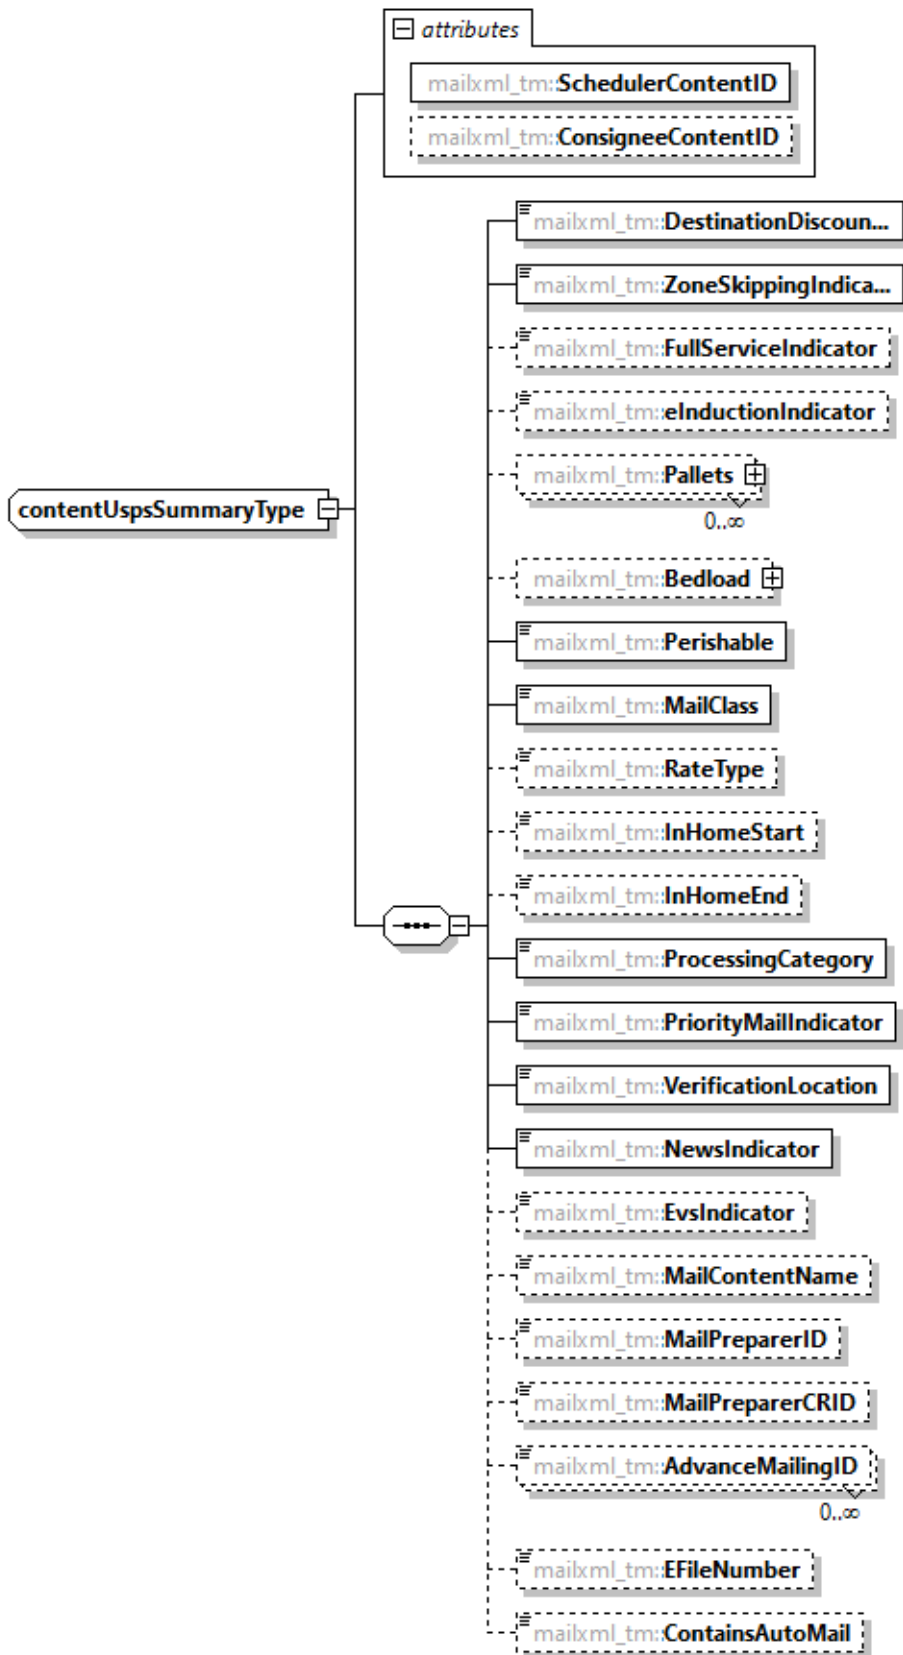 attributes
mailxml_tm::SchedulerContentID
mailxml_tm::ConsigneeContentID
mailxml_tm::DestinationDiscoun...
mailxml_tm::ZoneSkippingIndica...
mailxml_tm::FullServiceIndicator
mailxml_tm::eInductionIndicator
mailxml_tm::Pallets
contentUspsSummaryType
0..∞
mailxml_tm::Bedload
mailxml_tm::Perishable
mailxml_tm::MailClass
mailxml_tm::RateType
mailxml_tm::InHomeStart
mailxml_tm::InHomeEnd
mailxml_tm::ProcessingCategory
mailxml_tm::PriorityMailIndicator
mailxml_tm::VerificationLocation
mailxml_tm::NewsIndicator
mailxml_tm::EvsIndicator
mailxml_tm::MailContentName
mailxml_tm::MailPreparerID
mailxml_tm::MailPreparerCRID
mailxml_tm::AdvanceMailingID
0..∞
mailxml_tm::EFileNumber
mailxml_tm::ContainsAutoMail